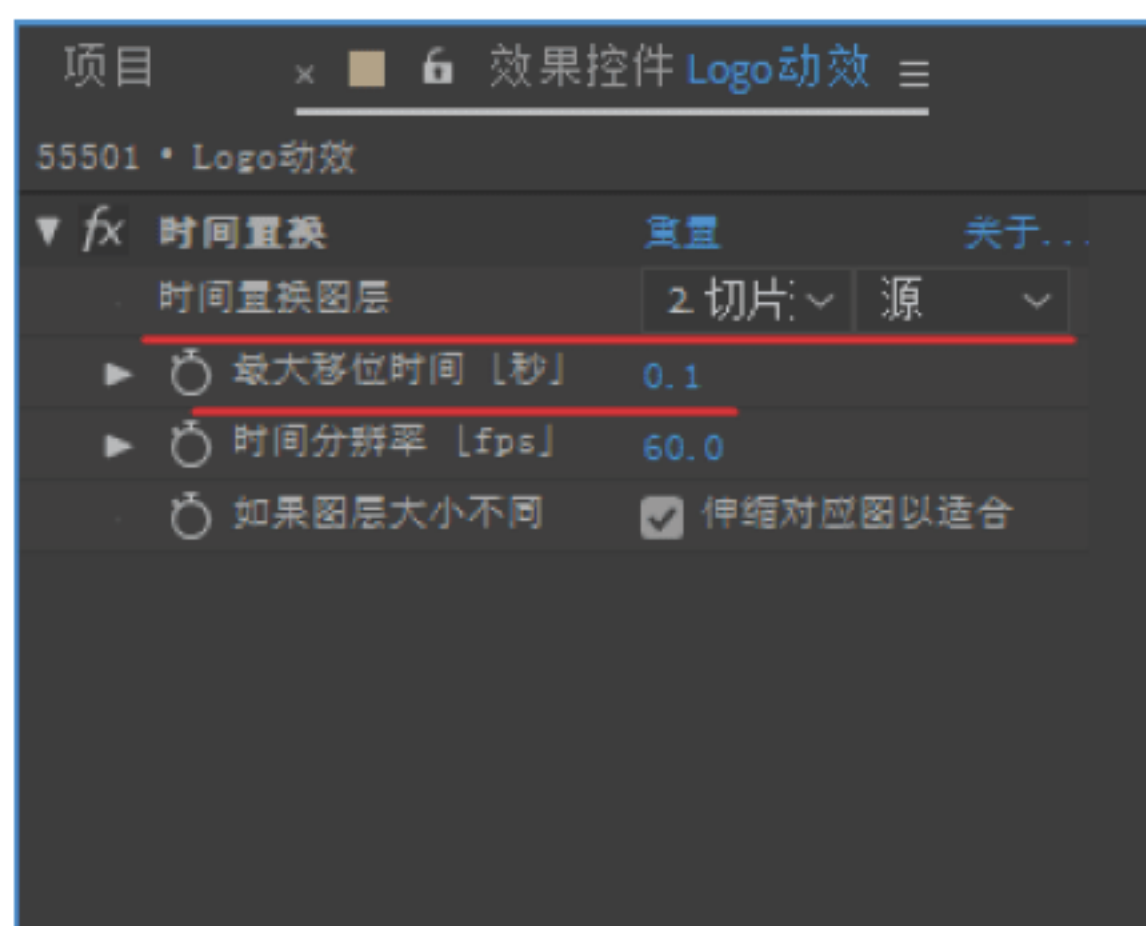 项目 × 效果控件 Logo动效 ☰
55501 • Logo动效
fx 时间置换 重置 关于...
时间置换图层 2. 切片 源
最大移位时间 [秒] 0.1
时间分辨率 [fps] 60.0
如果图层大小不同 伸缩对应图以适合